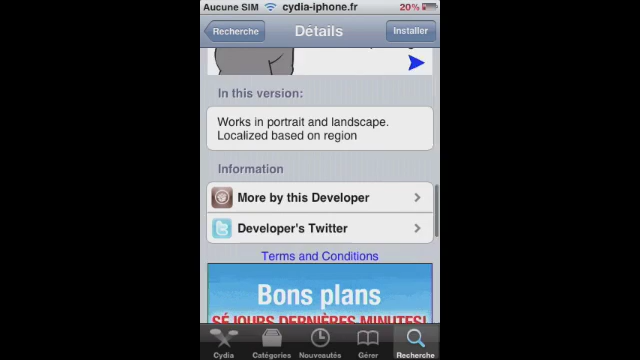 Aucune SIM cydia-iphone.fr 20%
Recherche Détails Installer
In this version:
Works in portrait and landscape.
Localized based on region
Information
More by this Developer
Developer's Twitter
Terms and Conditions
Bons plans
SÉJOURS DERNIÈRES MINUTES!
Cydia Catégories Nouveautés Gérer Recherche